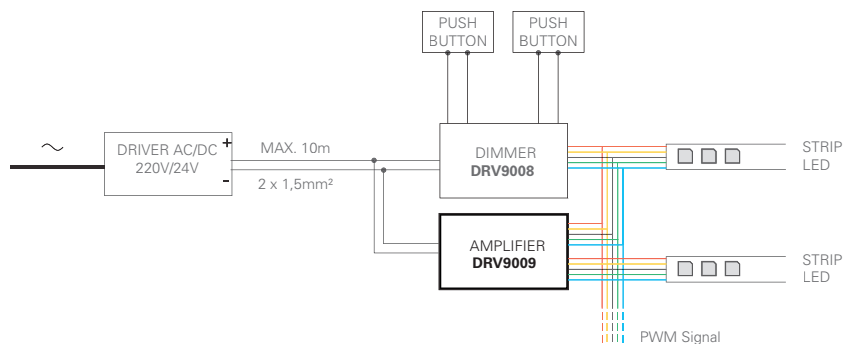 PUSH
BUTTON
PUSH
BUTTON
DRIVER AC/DC
220V/24V
+
-
MAX. 10m
2 x 1,5mm²
DIMMER
DRV9008
STRIP
LED
AMPLIFIER
DRV9009
STRIP
LED
PWM Signal